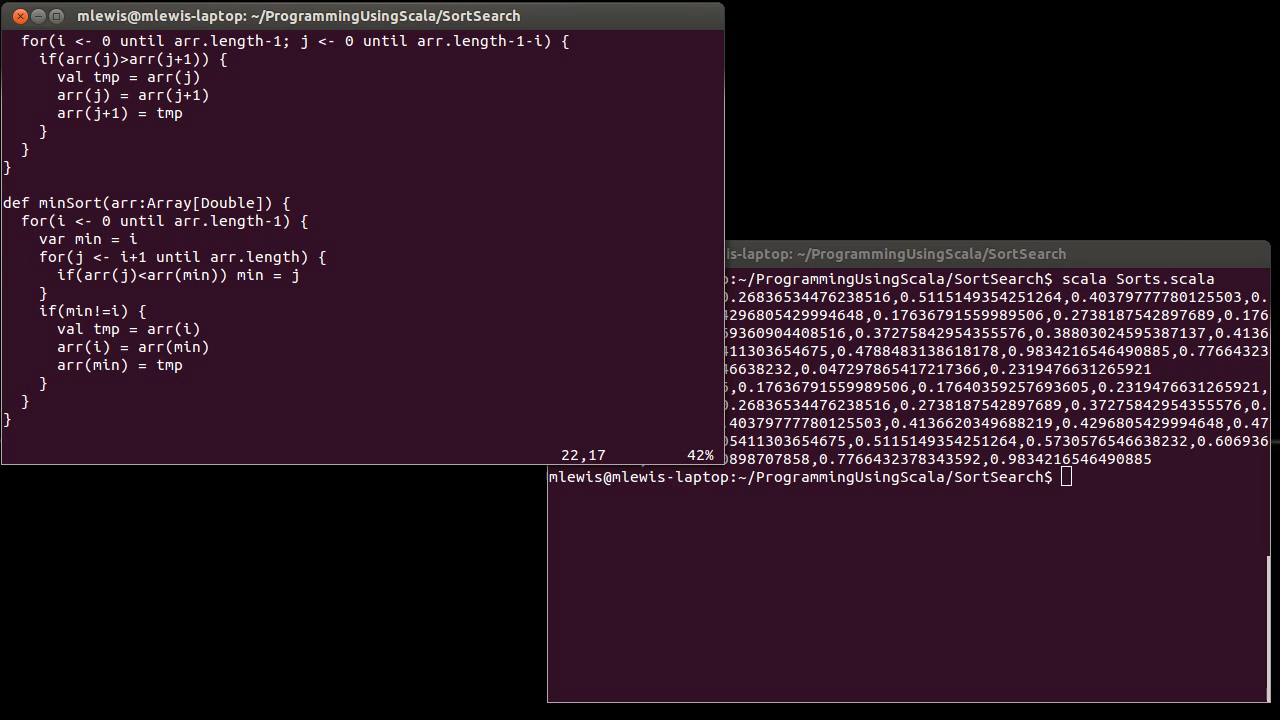 mlewis@mlewis-laptop: ~/ProgrammingUsingScala/SortSearch
for(i <- 0 until arr.length-1; j <- 0 until arr.length-1-i) {
if(arr(j)>arr(j+1)) {
val tmp = arr(j)
arr(j) = arr(j+1)
arr(j+1) = tmp
}
}
}
def minSort(arr:Array[Double]) {
for(i <- 0 until arr.length-1) {
var min = i
for(j <- i+1 until arr.length) {
if(arr(j)<arr(min)) min = j
}
if(min!=i) {
val tmp = arr(i)
arr(i) = arr(min)
arr(min) = tmp
}
}
}
22,17 42%
is-laptop: ~/ProgrammingUsingScala/SortSearch
p:~/ProgrammingUsingScala/SortSearch$ scala Sorts.scala
0.26836534476238516,0.5115149354251264,0.40379777780125503,0.
4296805429994648,0.17636791559989506,0.2738187542897689,0.176
69360904408516,0.37275842954355576,0.38803024595387137,0.4136
411303654675,0.4788483138618178,0.9834216546490885,0.77664323
46638232,0.047297865417217366,0.2319476631265921
6,0.17636791559989506,0.17640359257693605,0.2319476631265921,
0.26836534476238516,0.2738187542897689,0.37275842954355576,0.
.40379777780125503,0.4136620349688219,0.4296805429994648,0.47
05411303654675,0.5115149354251264,0.5730576546638232,0.606936
0898707858,0.7766432378343592,0.9834216546490885
mlewis@mlewis-laptop:~/ProgrammingUsingScala/SortSearch$